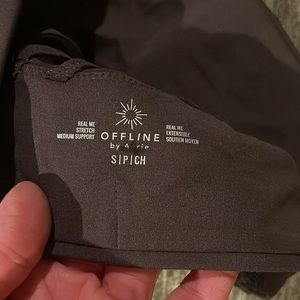 REAL ME
STRETCH
MEDIUM SUPPORT
OFFLINE
by Aerie
S|P|CH
REAL ME
EXTENSIBLE
SOUTIEN MOYEN